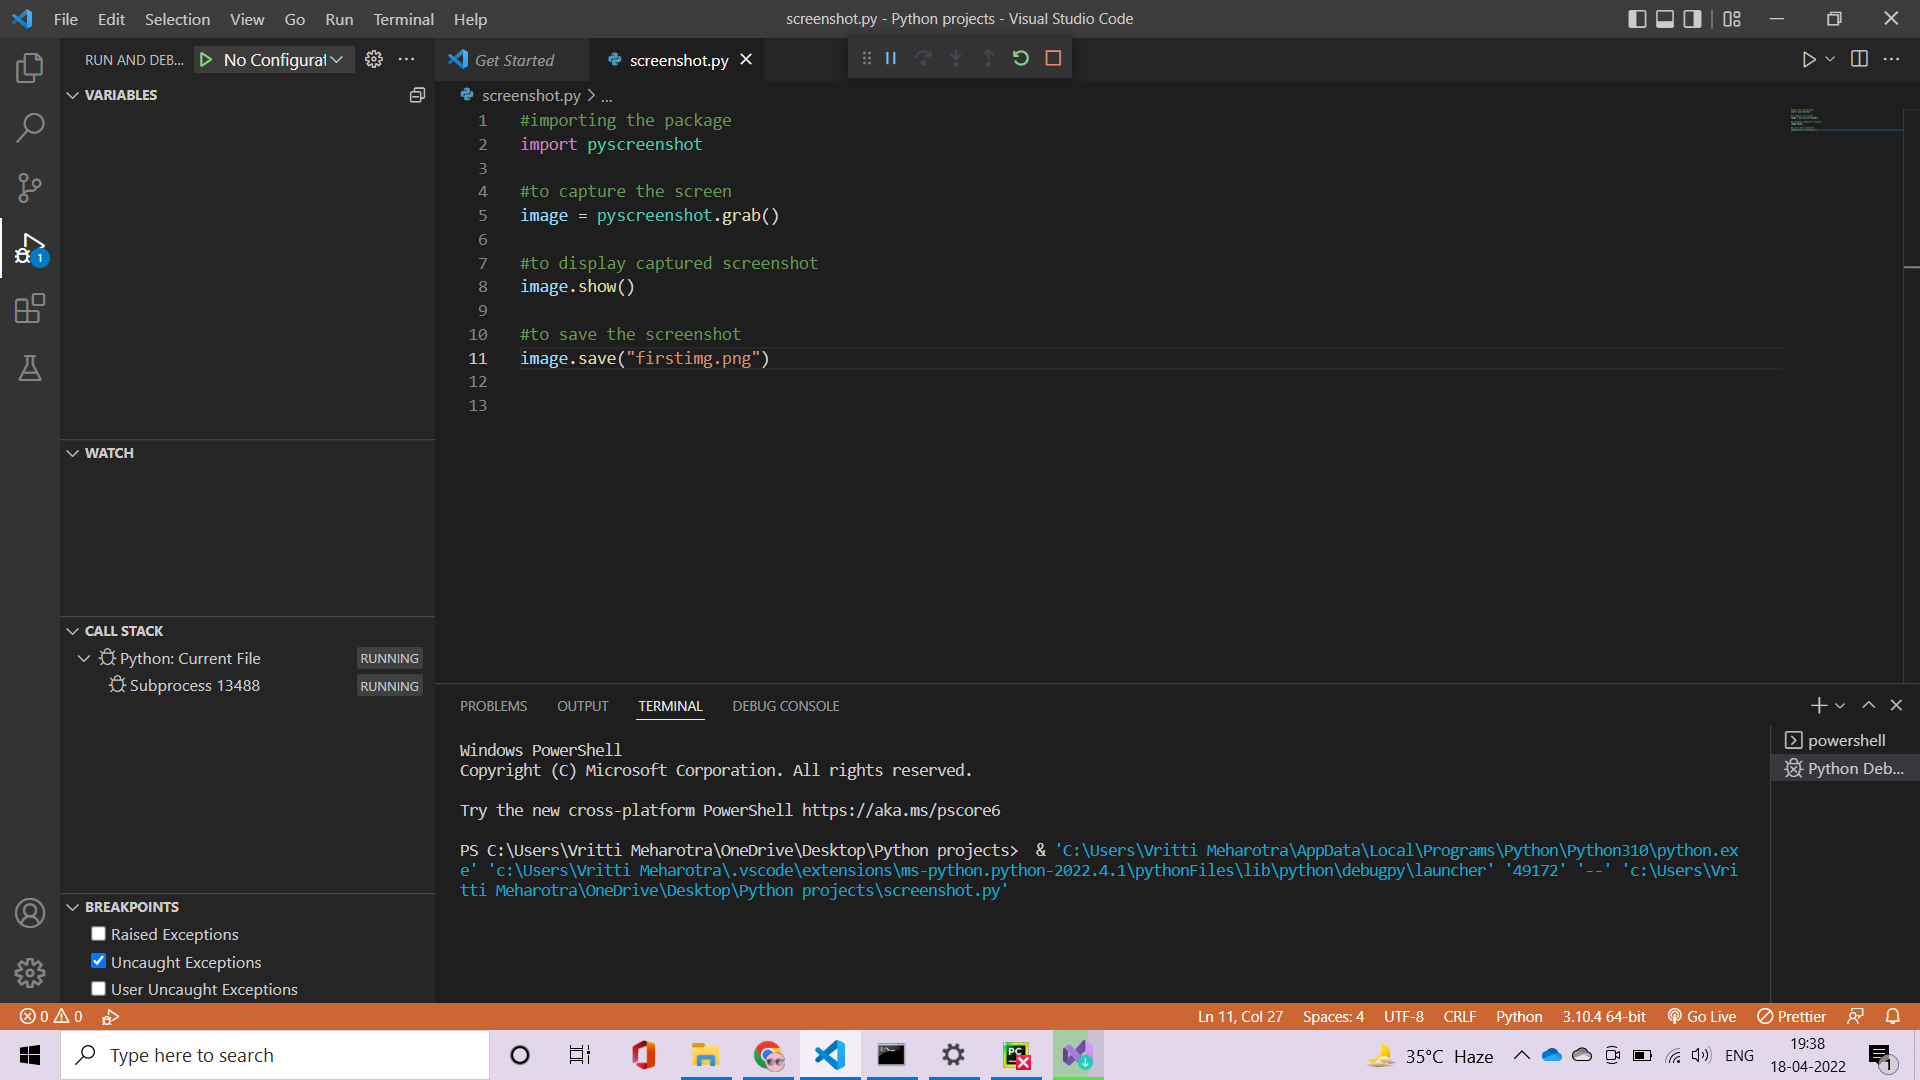 File Edit Selection View Go Run Terminal Help
screenshot.py - Python projects - Visual Studio Code
RUN AND DEB... No Configurat
Get Started
screenshot.py
VARIABLES
screenshot.py > ...
1 #importing the package
2 import pyscreenshot
3
4 #to capture the screen
5 image = pyscreenshot.grab()
6
7 #to display captured screenshot
8 image.show()
9
10 #to save the screenshot
11 image.save("firstimg.png")
12
13
1
WATCH
CALL STACK
Python: Current File RUNNING
Subprocess 13488 RUNNING
BREAKPOINTS
Raised Exceptions
Uncaught Exceptions
User Uncaught Exceptions
PROBLEMS OUTPUT TERMINAL DEBUG CONSOLE
powershell
Python Deb...
Windows PowerShell
Copyright (C) Microsoft Corporation. All rights reserved.
Try the new cross-platform PowerShell https://aka.ms/pscore6
PS C:\Users\Vritti Meharotra\OneDrive\Desktop\Python projects>  & 'C:\Users\Vritti Meharotra\AppData\Local\Programs\Python\Python310\python.ex
e' 'c:\Users\Vritti Meharotra\.vscode\extensions\ms-python.python-2022.4.1\pythonFiles\lib\python\debugpy\launcher' '49172' '--' 'c:\Users\Vri
tti Meharotra\OneDrive\Desktop\Python projects\screenshot.py'
0 0
Ln 11, Col 27 Spaces: 4 UTF-8 CRLF Python 3.10.4 64-bit Go Live Prettier
Type here to search
PC
35°C Haze
ENG
19:38
18-04-2022
1